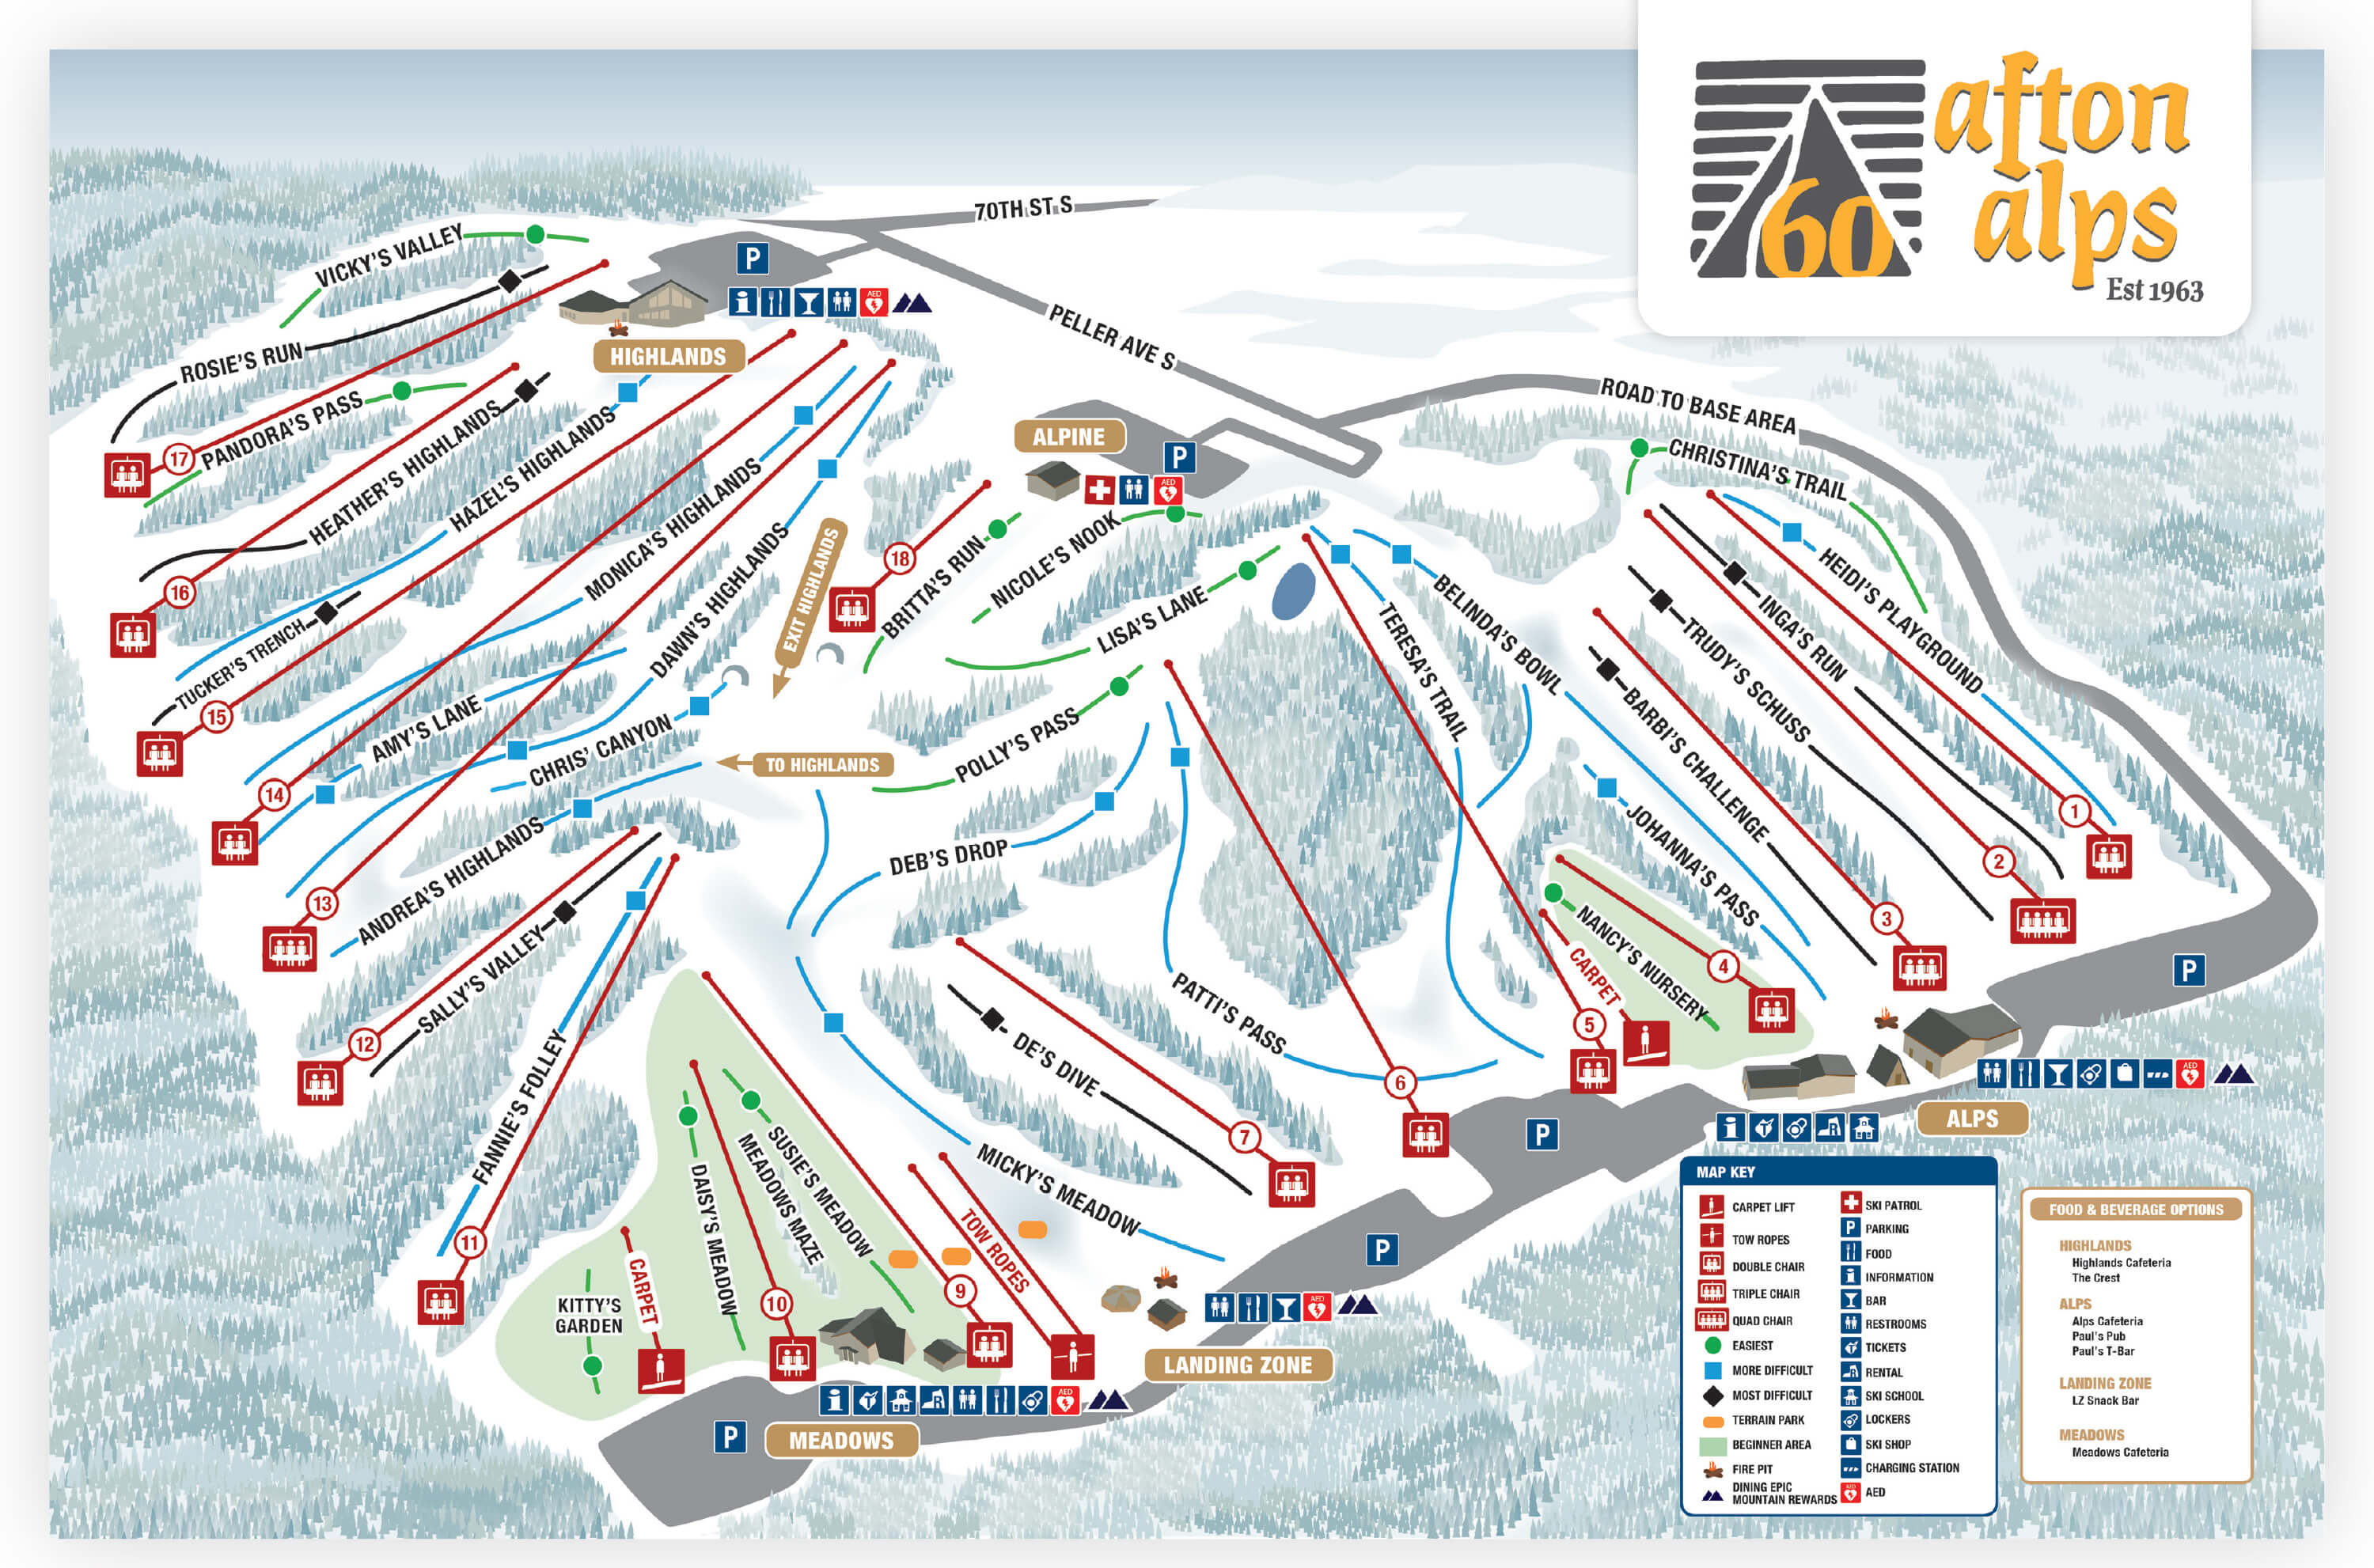 afton
alps
60
Est 1963
70TH ST. S
PELLER AVE S
ROAD TO BASE AREA
VICKY'S VALLEY
P
ROSIE'S RUN
AED
HIGHLANDS
17
PANDORA'S PASS
HEATHER'S HIGHLANDS
HAZEL'S HIGHLANDS
16
MONICA'S HIGHLANDS
DAWN'S HIGHLANDS
TUCKER'S TRENCH
15
AMY'S LANE
14
CHRIS' CANYON
13
ANDREA'S HIGHLANDS
EXIT HIGHLANDS
TO HIGHLANDS
ALPINE
P
AED
18
BRITTA'S RUN
NICOLE'S NOOK
LISA'S LANE
POLLY'S PASS
DEB'S DROP
CHRISTINA'S TRAIL
HEIDI'S PLAYGROUND
INGA'S RUN
TRUDY'S SCHUSS
BARBI'S CHALLENGE
BELINDA'S BOWL
TERESA'S TRAIL
JOHANNA'S PASS
1
2
3
4
NANCY'S NURSERY
CARPET
5
6
PATTI'S PASS
P
P
AED
ALPS
12
SALLY'S VALLEY
FANNIE'S FOLLEY
11
DE'S DIVE
7
MICKY'S MEADOW
P
SUSIE'S MEADOW
MEADOWS MAZE
DAISY'S MEADOW
CARPET
KITTY'S
GARDEN
10
9
TOW ROPES
AED
LANDING ZONE
AED
P
MEADOWS
MAP KEY
CARPET LIFT
TOW ROPES
DOUBLE CHAIR
TRIPLE CHAIR
QUAD CHAIR
EASIEST
MORE DIFFICULT
MOST DIFFICULT
TERRAIN PARK
BEGINNER AREA
FIRE PIT
DINING EPIC
MOUNTAIN REWARDS
SKI PATROL
P PARKING
FOOD
INFORMATION
BAR
RESTROOMS
TICKETS
RENTAL
SKI SCHOOL
LOCKERS
SKI SHOP
CHARGING STATION
AED AED
FOOD & BEVERAGE OPTIONS
HIGHLANDS
Highlands Cafeteria
The Crest
ALPS
Alps Cafeteria
Paul's Pub
Paul's T-Bar
LANDING ZONE
LZ Snack Bar
MEADOWS
Meadows Cafeteria